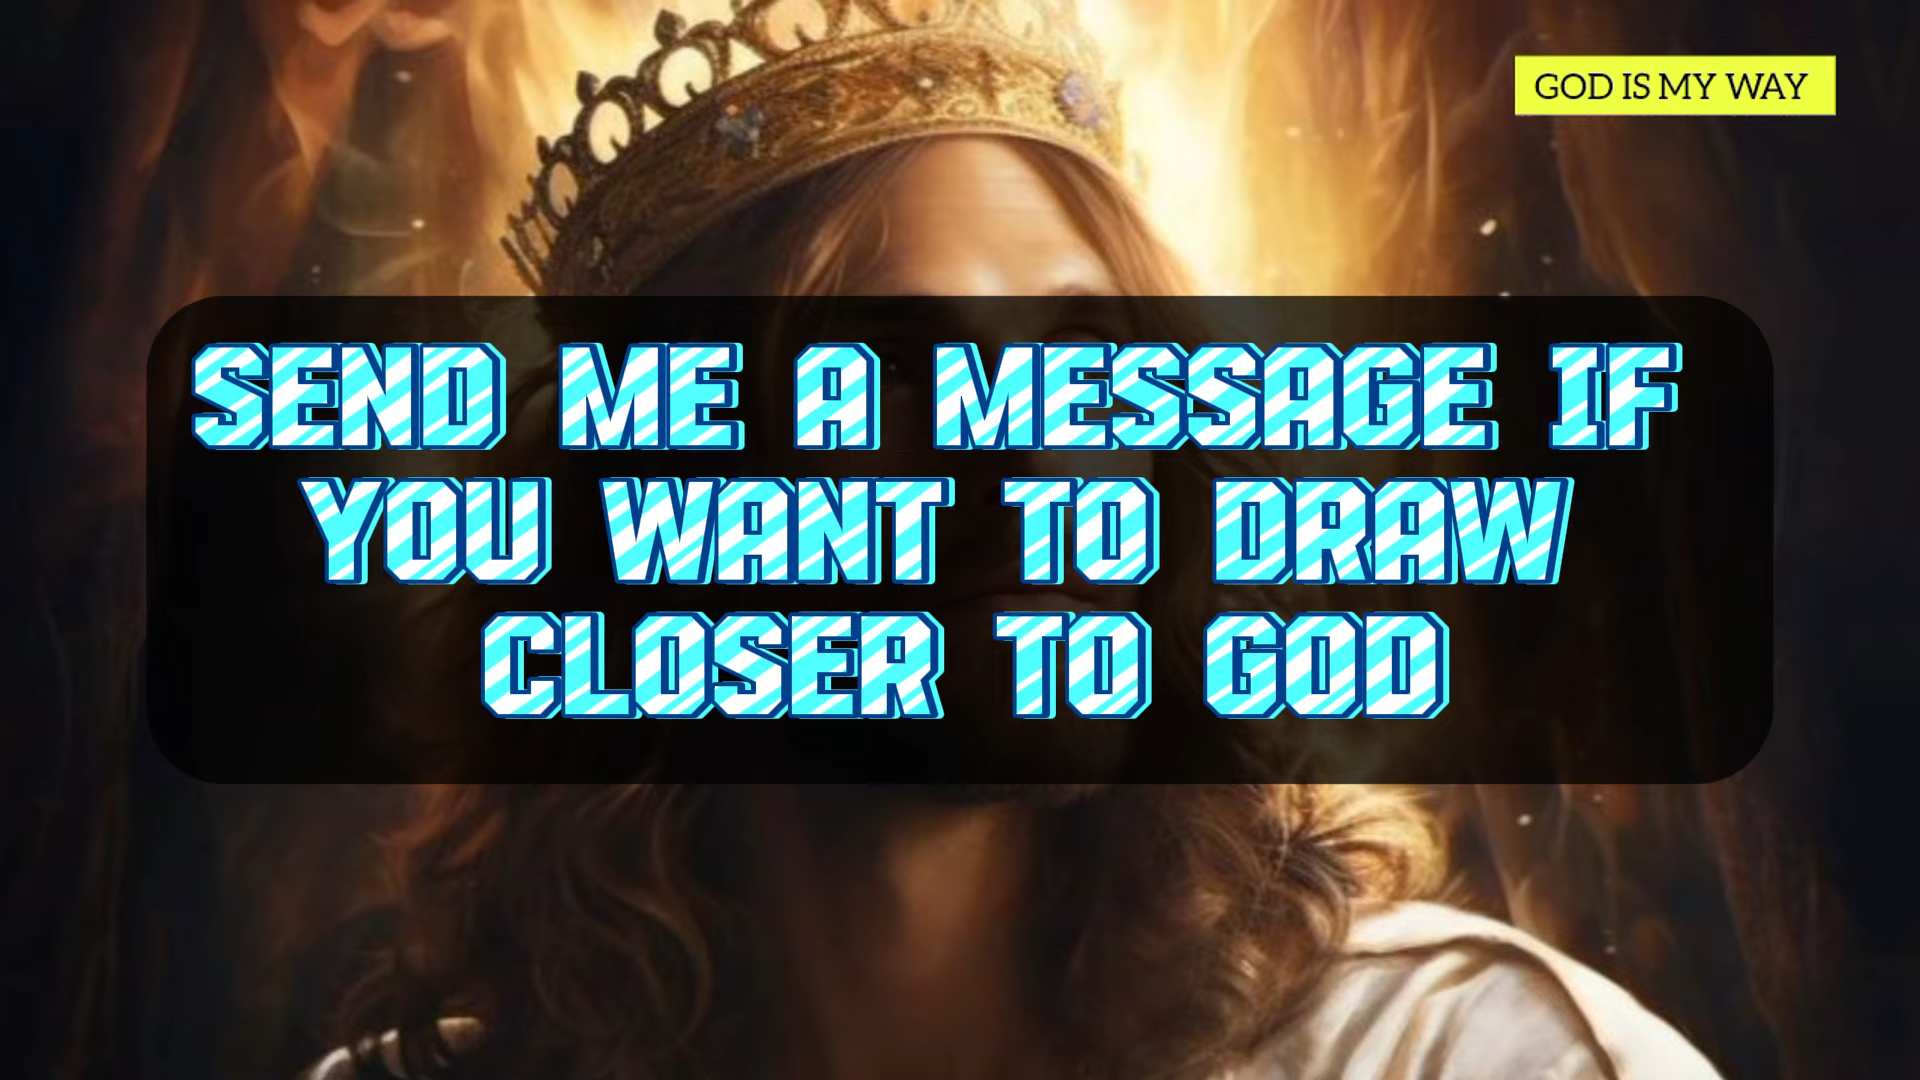 GOD IS MY WAY
SEND ME A MESSAGE IF
YOU WANT TO DRAW
CLOSER TO GOD